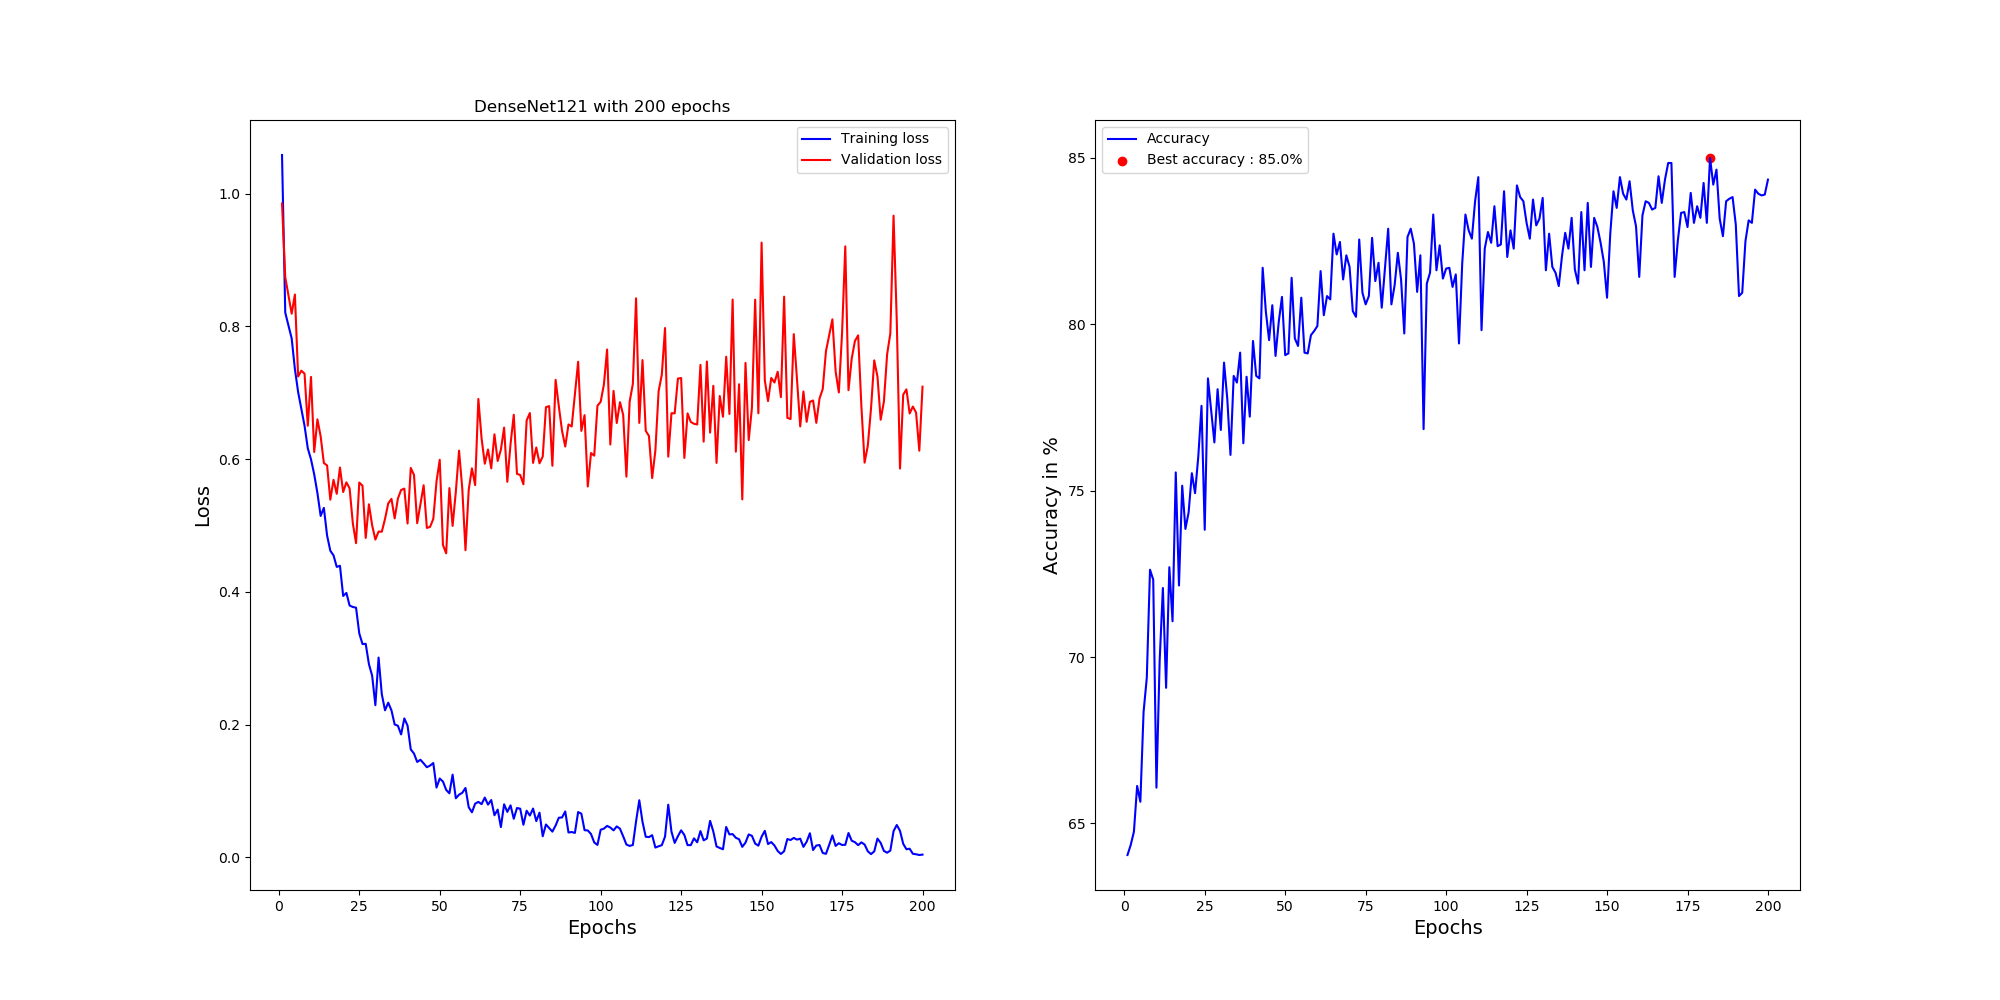 DenseNet121 with 200 epochs
Training loss
Validation loss
1.0
0.8
0.6
0.4
0.2
0.0
Loss
0 25 50 75 100 125 150 175 200
Epochs
Accuracy
Best accuracy : 85.0%
85
80
75
70
65
Accuracy in %
0 25 50 75 100 125 150 175 200
Epochs